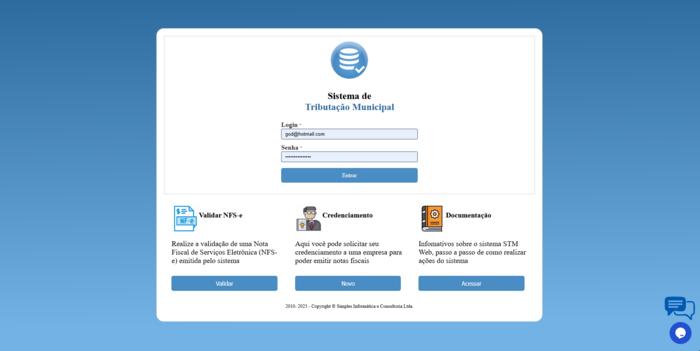 Sistema de
Tributação Municipal
Login *
god@hotmail.com
Senha *
Entrar
Validar NFS-e
Realize a validação de uma Nota
Fiscal de Serviços Eletrônica (NFS-
e) emitida pelo sistema
Validar
Credenciamento
Aqui você pode solicitar seu
credenciamento a uma empresa para
poder emitir notas fiscais
Novo
Documentação
Infomativos sobre o sistema STM
Web, passo a passo de como realizar
ações do sistema
Acessar
2010- 2025 - Copyright © Simples Informática e Consultoria Ltda.